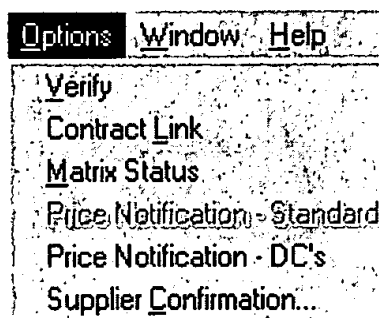 Options Window Help
Verify
Contract Link
Matrix Status
Price Notification - Standard
Price Notification - DC's
Supplier Confirmation...